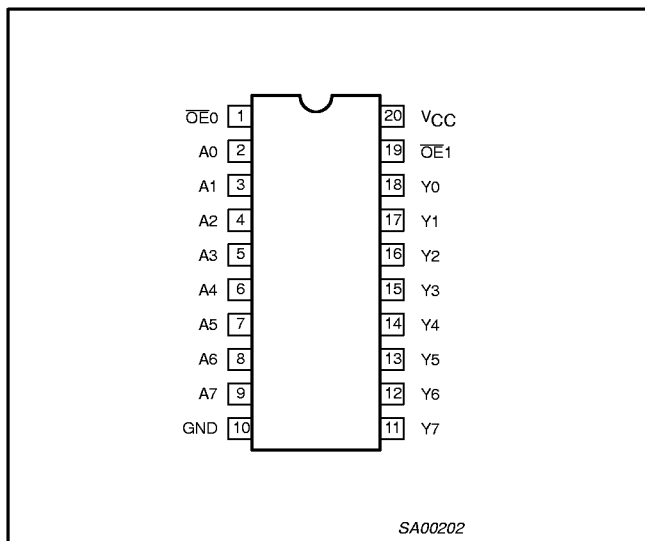 O̅E̅0 1 20 VCC
A0 2 19 O̅E̅1
A1 3 18 Y0
A2 4 17 Y1
A3 5 16 Y2
A4 6 15 Y3
A5 7 14 Y4
A6 8 13 Y5
A7 9 12 Y6
GND 10 11 Y7
SA00202